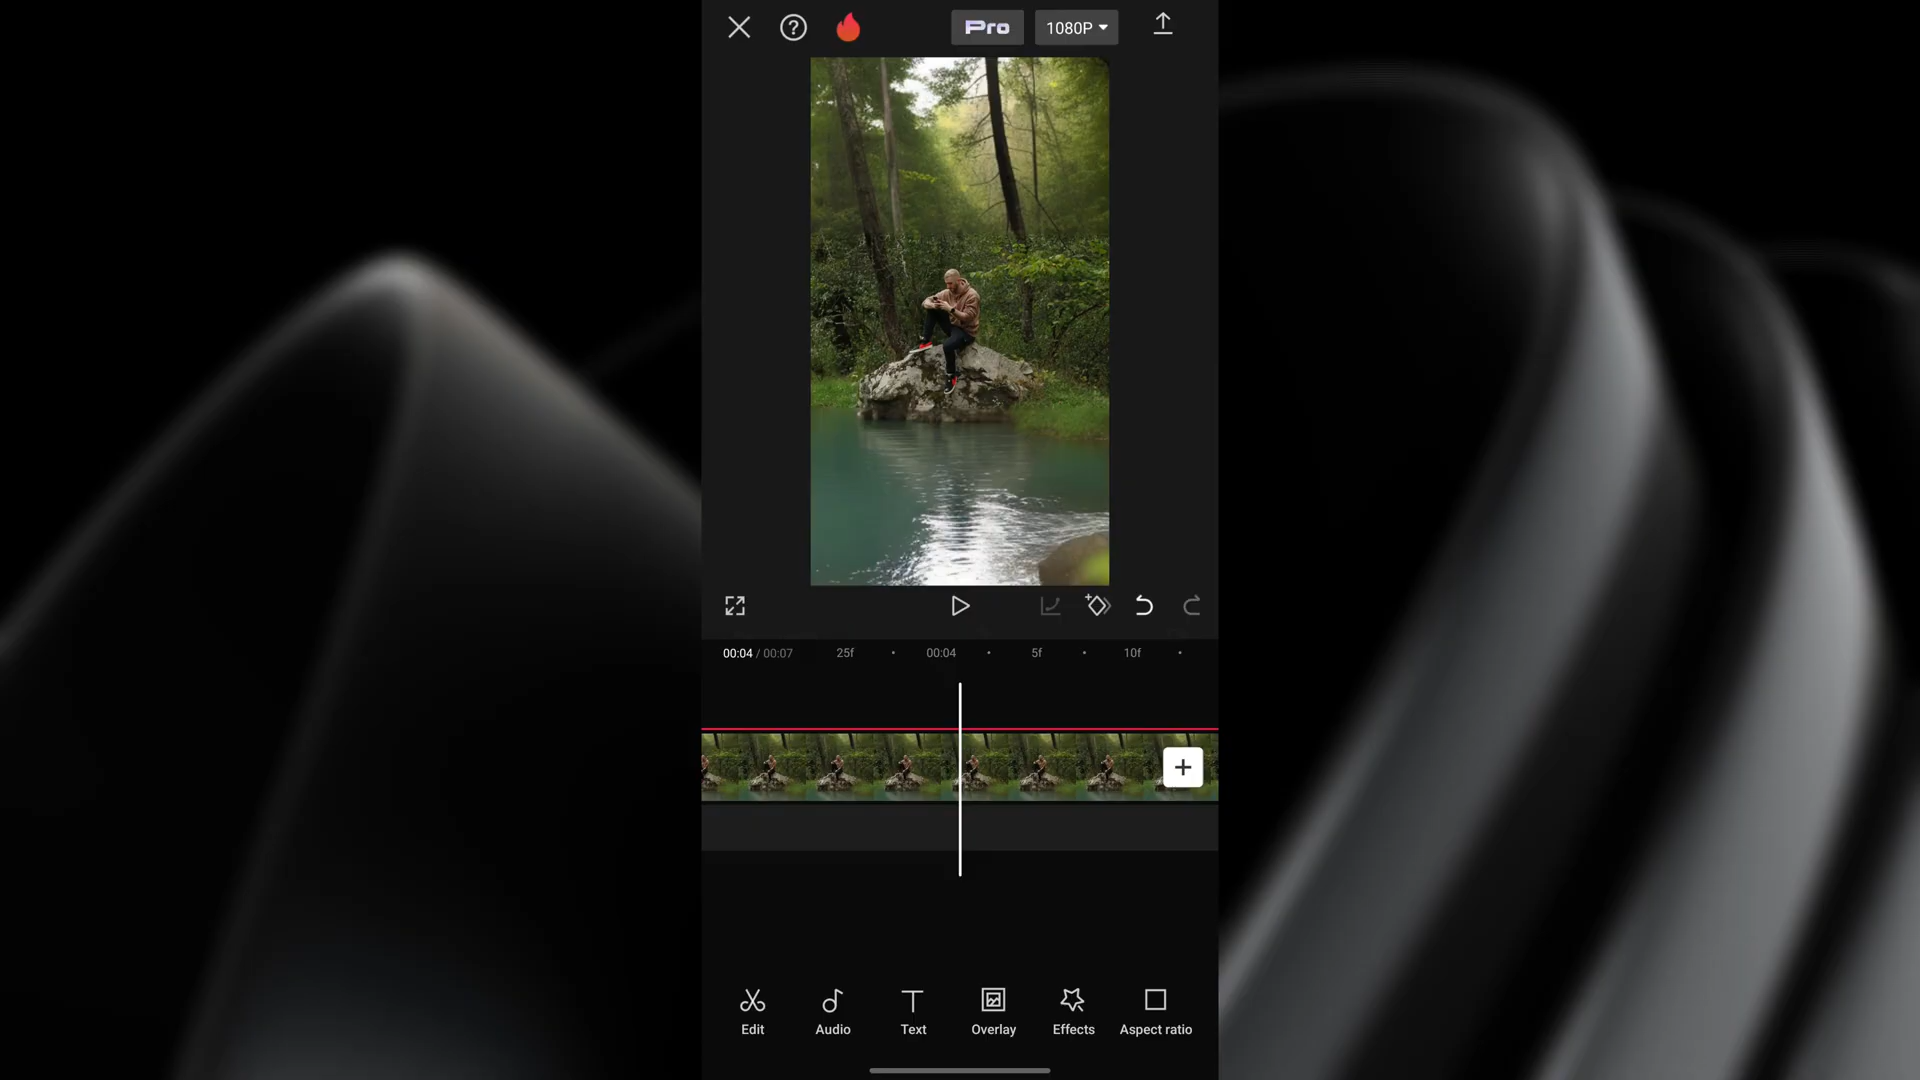 Pro 1080P
00:04 / 00:07 25f 00:04 5f 10f
Edit Audio Text Overlay Effects Aspect ratio